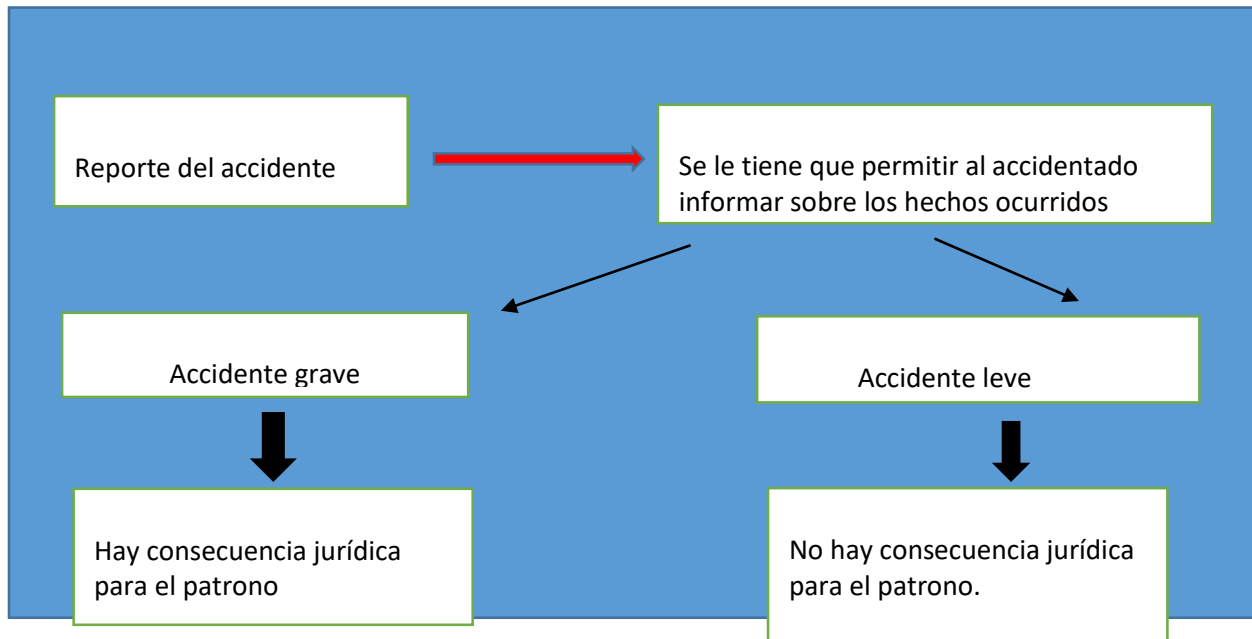 Reporte del accidente
Se le tiene que permitir al accidentado
informar sobre los hechos ocurridos
Accidente grave
Accidente leve
Hay consecuencia jurídica
para el patrono
No hay consecuencia jurídica
para el patrono.